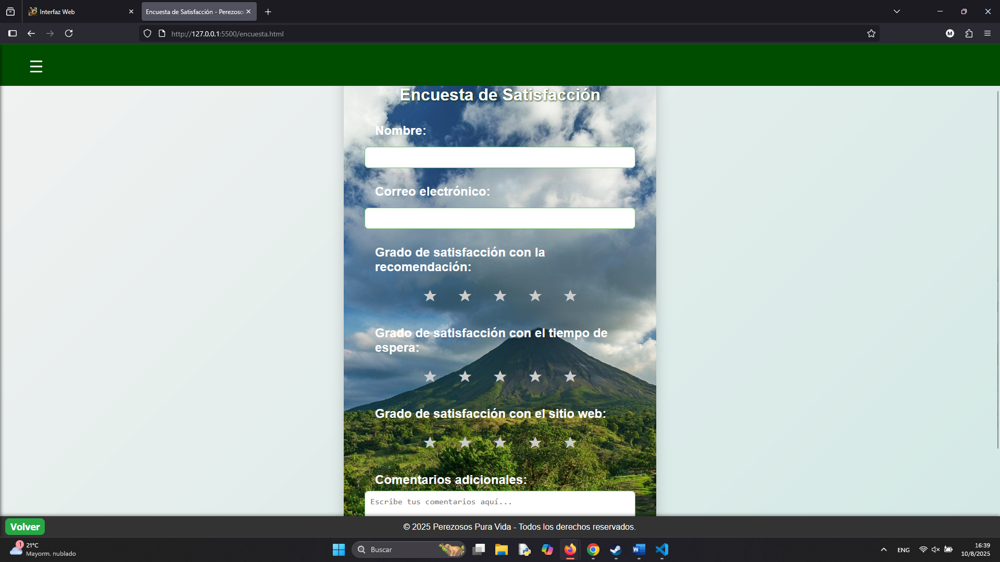 Interfaz Web
Encuesta de Satisfacción - Perezoso
http://127.0.0.1:5500/encuesta.html
M
Encuesta de Satisfacción
Nombre:
Correo electrónico:
Grado de satisfacción con la
recomendación:
★ ★ ★ ★ ★
Grado de satisfacción con el tiempo de
espera:
★ ★ ★ ★ ★
Grado de satisfacción con el sitio web:
★ ★ ★ ★ ★
Comentarios adicionales:
Escribe tus comentarios aquí...
Volver
© 2025 Perezosos Pura Vida - Todos los derechos reservados.
1
21°C
Mayorm. nublado
Buscar
ENG
16:39
10/8/2025